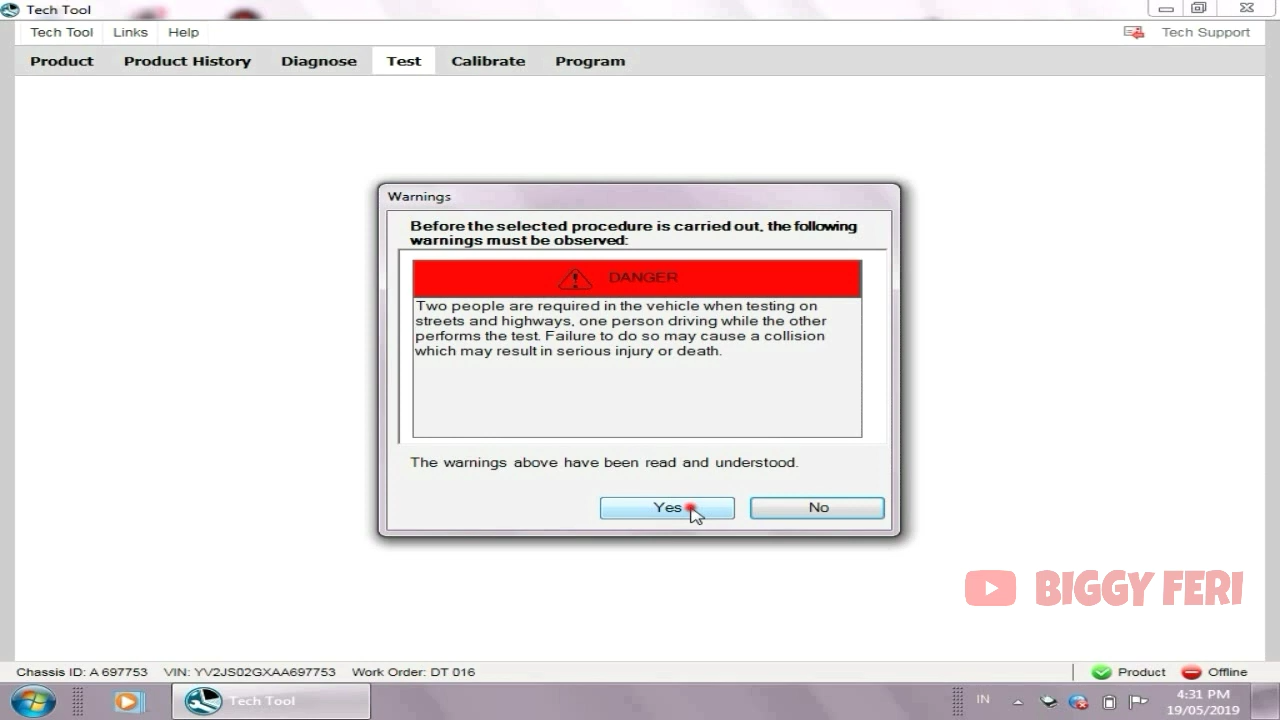 Tech Tool
Tech Tool Links Help Tech Support
Product Product History Diagnose Test Calibrate Program
Warnings
Before the selected procedure is carried out, the following
warnings must be observed:
DANGER
Two people are required in the vehicle when testing on
streets and highways, one person driving while the other
performs the test. Failure to do so may cause a collision
which may result in serious injury or death.
The warnings above have been read and understood.
Yes No
BIGGY FERI
Chassis ID: A 697753 VIN: YV2JS02GXAA697753 Work Order: DT 016 Product Offline
Tech Tool IN 4:31 PM
19/05/2019